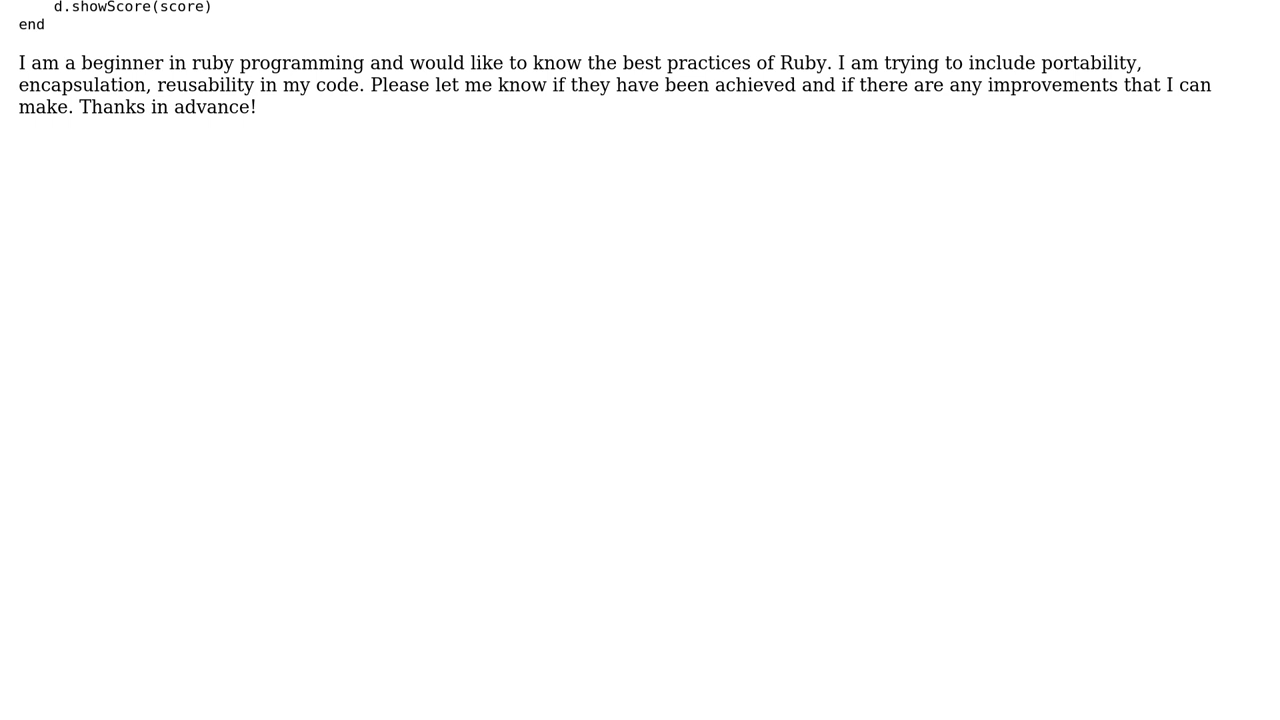 d.showScore(score)
end
I am a beginner in ruby programming and would like to know the best practices of Ruby. I am trying to include portability,
encapsulation, reusability in my code. Please let me know if they have been achieved and if there are any improvements that I can
make. Thanks in advance!